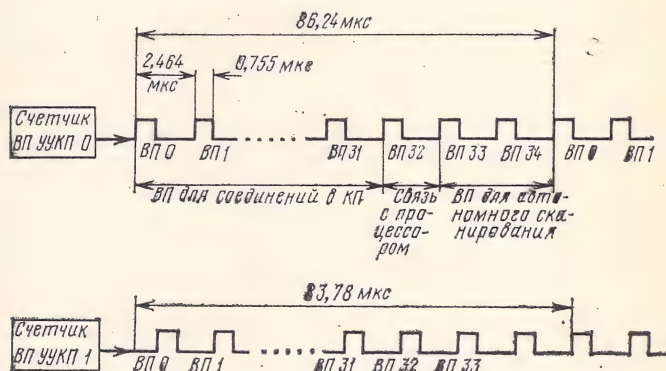 86,24 мкс
2,464
мкс
0,755 мкс
Счетчик
ВП УУКП 0
ВП 0
ВП 1
ВП 31
ВП 32
ВП 33
ВП 34
ВП 0
ВП 1
ВП для соединений в КП
Связь
с про-
цессо-
ром
ВП для авто-
номного ска-
нирования
83,78 мкс
Счетчик
ВП УУКП 1
ВП 0
ВП 1
ВП 31
ВП 32
ВП 33